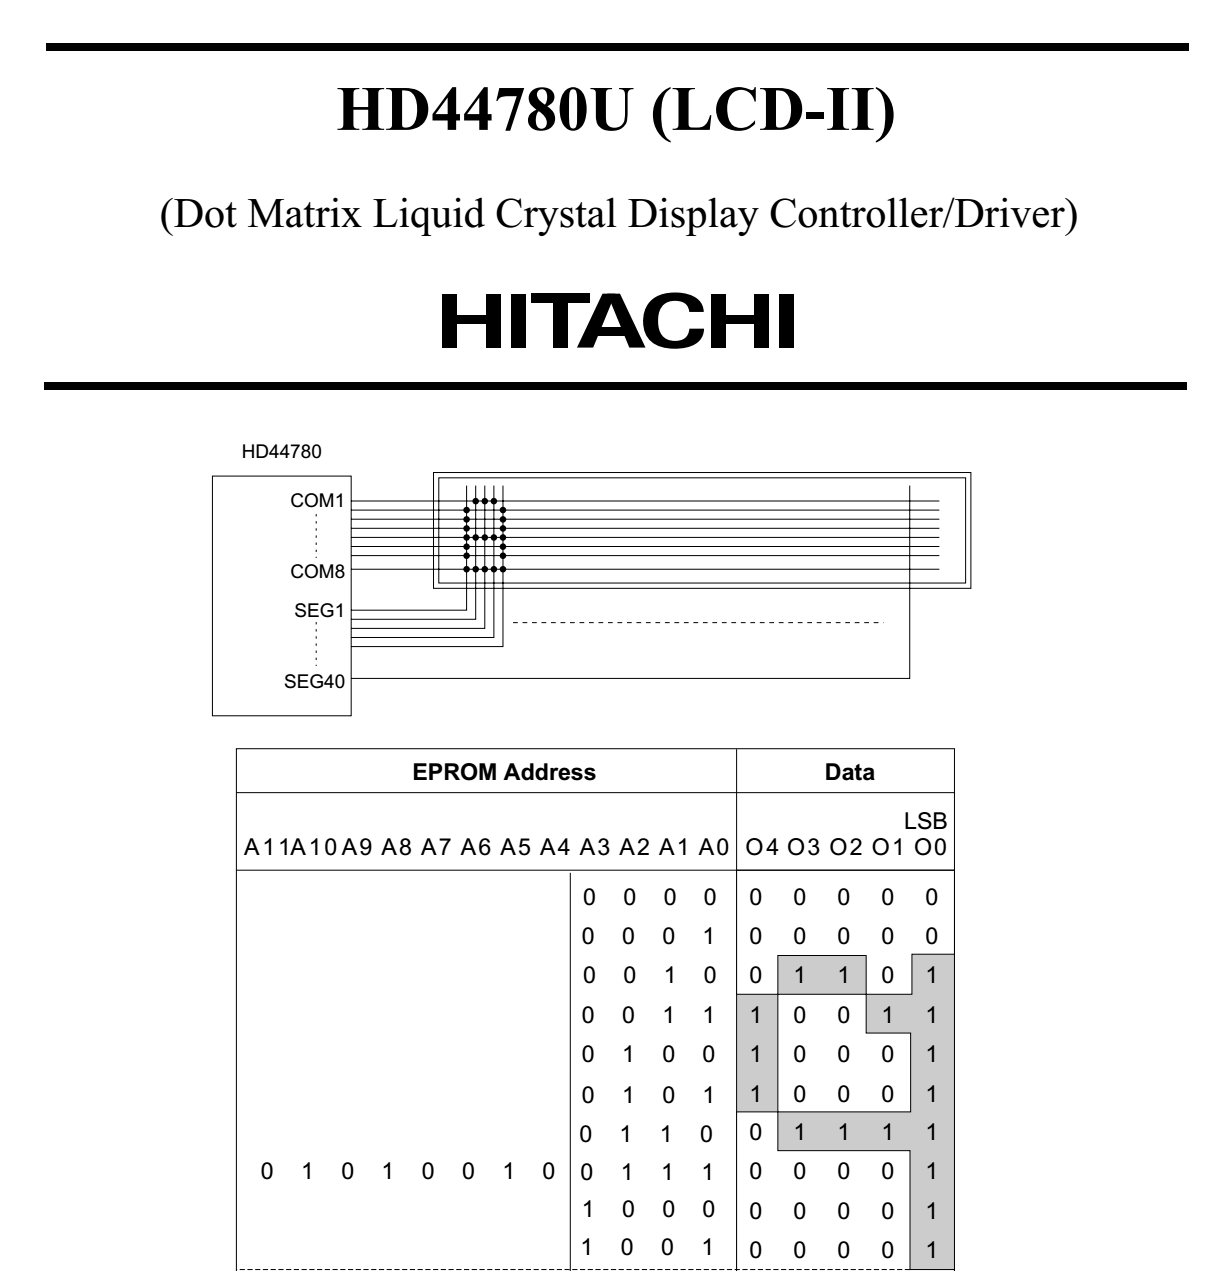 HD44780U (LCD-II)
(Dot Matrix Liquid Crystal Display Controller/Driver)
HITACHI
HD44780
COM1
COM8
SEG1
SEG40
EPROM Address Data
LSB
A11 A10 A9 A8 A7 A6 A5 A4 A3 A2 A1 A0 O4 O3 O2 O1 O0
0 0 0 0 0 0 0 0 0
0 0 0 1 0 0 0 0 0
0 0 1 0 0 1 1 0 1
0 0 1 1 1 0 0 1 1
0 1 0 0 1 0 0 0 1
0 1 0 1 1 0 0 0 1
0 1 1 0 0 1 1 1 1
0 1 0 1 0 0 1 0 0 1 1 1 0 0 0 0 1
1 0 0 0 0 0 0 0 1
1 0 0 1 0 0 0 0 1